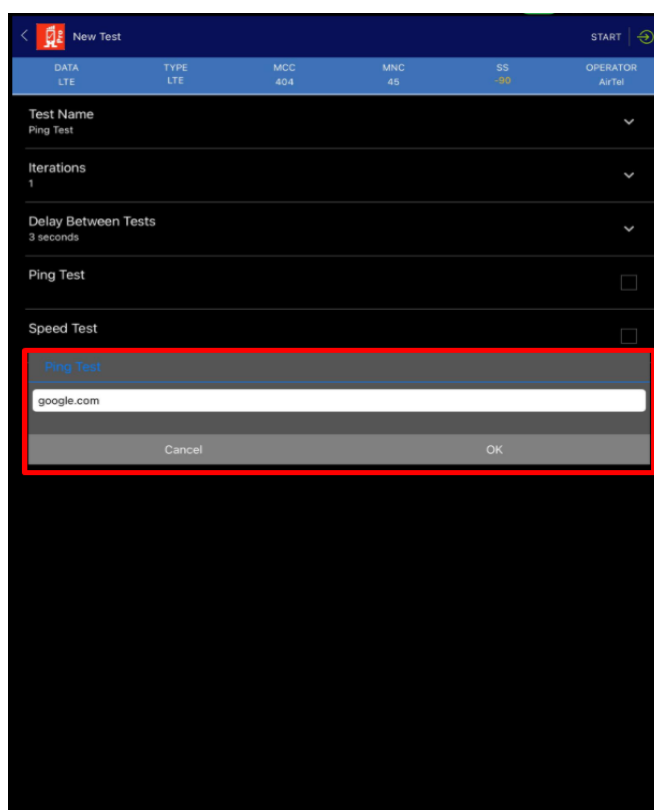 New Test START
DATA TYPE MCC MNC SS OPERATOR
LTE LTE 404 45 -90 AirTel
Test Name
Ping Test
Iterations
1
Delay Between Tests
3 seconds
Ping Test
Speed Test
Ping Test
google.com
Cancel OK